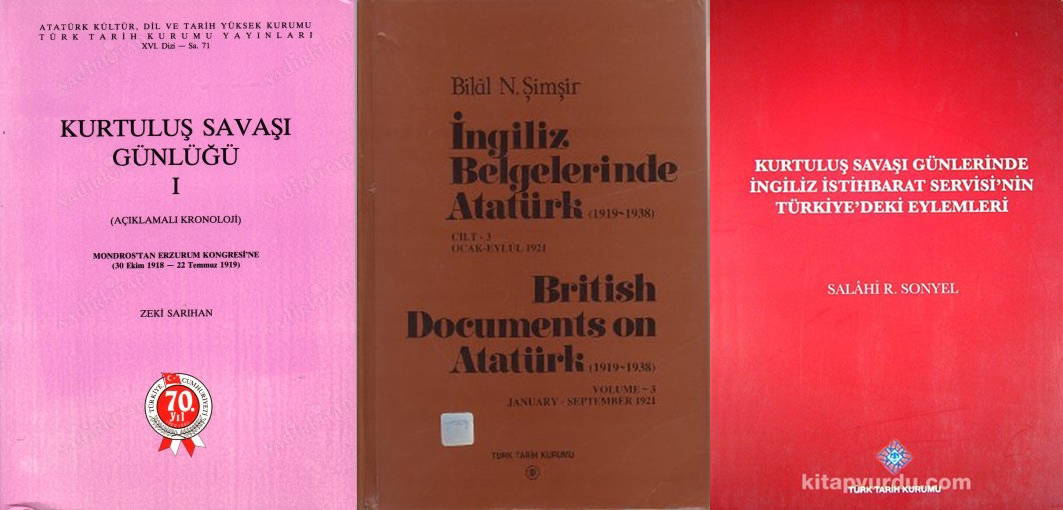 ATATÜRK KÜLTÜR, DİL VE TARİH YÜKSEK KURUMU
TÜRK TARİH KURUMU YAYINLARI
XVI. Dizi — Sa. 71
KURTULUŞ SAVAŞI
GÜNLÜĞÜ
I
(AÇIKLAMALI KRONOLOJİ)
MONDROS'TAN ERZURUM KONGRESİ'NE
(30 Ekim 1918 — 22 Temmuz 1919)
ZEKİ SARIHAN
TÜRKİYE CUMHURİYETİ
70.
yıl
Bilâl N. Şimşir
İngiliz
Belgelerinde
Atatürk (1919~1938)
CİLT - 3
OCAK-EYLÜL 1921
British
Documents on
Atatürk (1919~1938)
VOLUME ~ 3
JANUARY - SEPTEMBER 1921
TÜRK TARİH KURUMU
KURTULUŞ SAVAŞI GÜNLERİNDE
İNGİLİZ İSTİHBARAT SERVİSİ'NİN
TÜRKİYE'DEKİ EYLEMLERİ
SALÂHİ R. SONYEL
kitapyurdu.com
TÜRK TARİH KURUMU